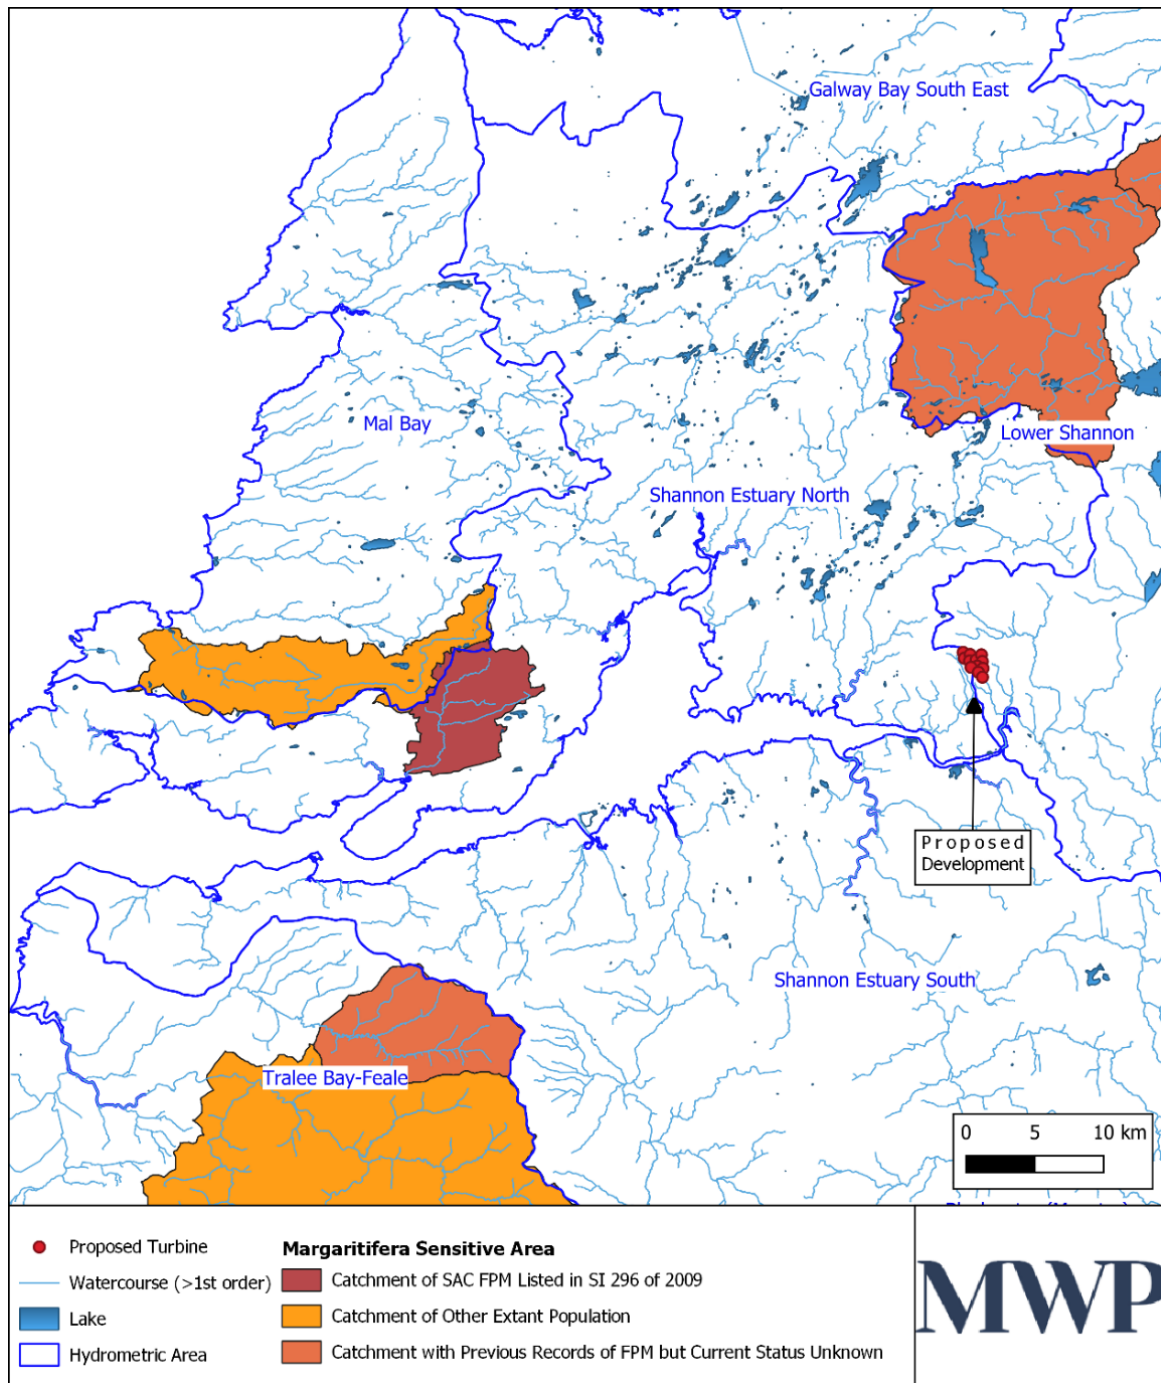 Galway Bay South East
Mal Bay
Lower Shannon
Shannon Estuary North
Proposed
Development
Shannon Estuary South
Tralee Bay-Feale
0 5 10 km
Proposed Turbine
Watercourse (>1st order)
Lake
Hydrometric Area
Margaritifera Sensitive Area
Catchment of SAC FPM Listed in SI 296 of 2009
Catchment of Other Extant Population
Catchment with Previous Records of FPM but Current Status Unknown
MWP